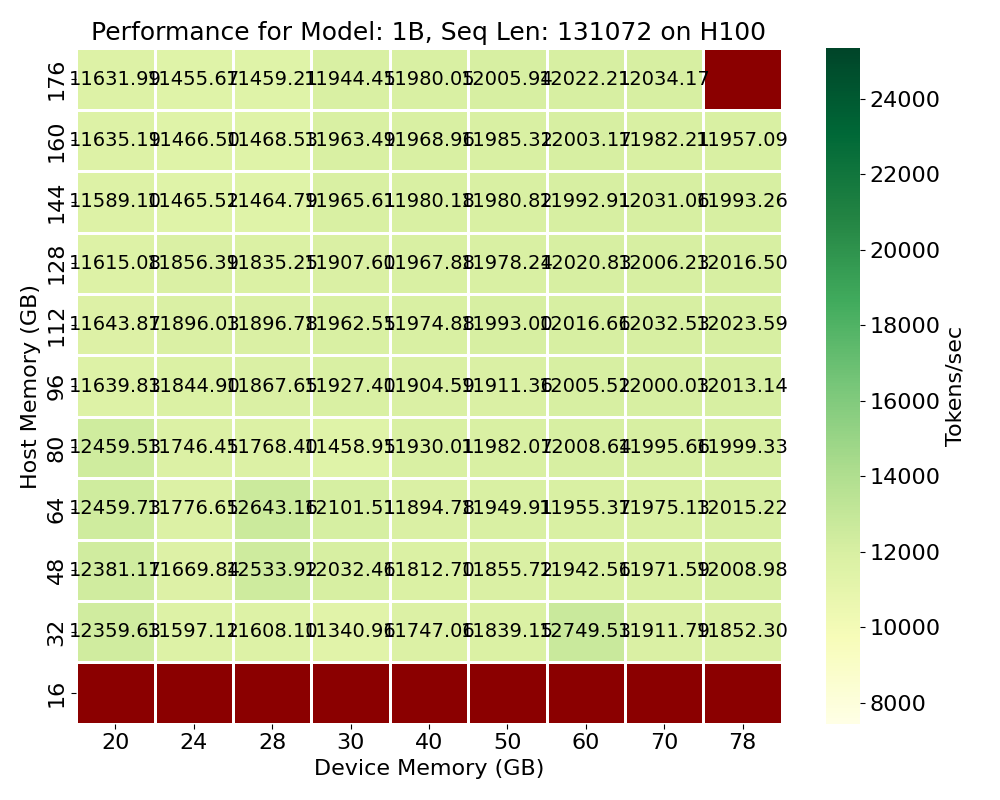 Performance for Model: 1B, Seq Len: 131072 on H100
176 11631.99 11455.67 11459.21 11944.45 11980.05 12005.94 12022.21 12034.17
160 11635.19 11466.50 11468.53 11963.49 11968.96 11985.32 12003.17 11982.21 11957.09
144 11589.10 11465.52 11464.79 11965.61 11980.18 11980.82 11992.91 12031.06 11993.26
128 11615.08 11856.39 11835.25 11907.60 11967.88 11978.24 12020.83 12006.23 12016.50
112 11643.87 11896.03 11896.78 11962.55 11974.88 11993.00 12016.66 12032.53 12023.59
96 11639.83 11844.90 11867.65 11927.40 11904.59 11911.36 12005.52 12000.03 12013.14
80 12459.53 11746.45 11768.40 11458.95 11930.01 11982.07 12008.64 11995.66 11999.33
64 12459.73 11776.65 12643.16 12101.51 11894.78 11949.91 11955.37 11975.13 12015.22
48 12381.17 11669.84 12533.92 12032.46 11812.70 11855.72 11942.56 11971.59 12008.98
32 12359.63 11597.12 11608.10 11340.96 11747.06 11839.15 12749.53 11911.79 11852.30
16
20 24 28 30 40 50 60 70 78
Device Memory (GB)
Host Memory (GB)
24000
22000
20000
18000
16000
14000
12000
10000
8000
Tokens/sec